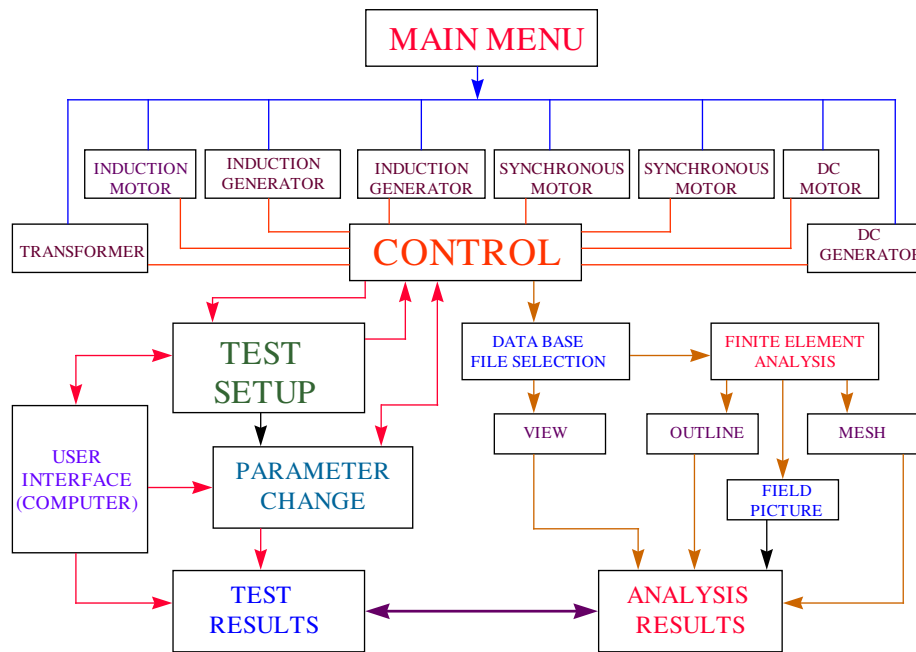 MAIN MENU
INDUCTION
MOTOR
INDUCTION
GENERATOR
INDUCTION
GENERATOR
SYNCHRONOUS
MOTOR
SYNCHRONOUS
MOTOR
DC
MOTOR
TRANSFORMER
CONTROL
DC
GENERATOR
TEST
SETUP
DATA BASE
FILE SELECTION
FINITE ELEMENT
ANALYSIS
USER
INTERFACE
(COMPUTER)
PARAMETER
CHANGE
VIEW
OUTLINE
MESH
FIELD
PICTURE
TEST
RESULTS
ANALYSIS
RESULTS